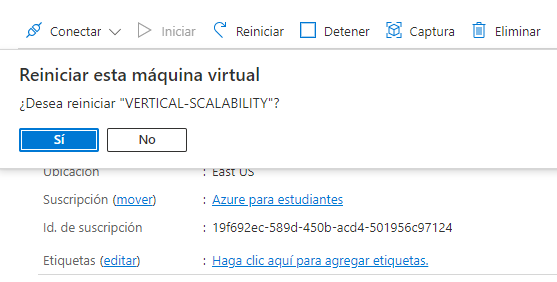 Conectar Iniciar Reiniciar Detener Captura Eliminar
Reiniciar esta máquina virtual
¿Desea reiniciar "VERTICAL-SCALABILITY"?
Sí No
Ubicación : East US
Suscripción (mover) : Azure para estudiantes
Id. de suscripción : 19f692ec-589d-450b-acd4-501956c97124
Etiquetas (editar) : Haga clic aquí para agregar etiquetas.